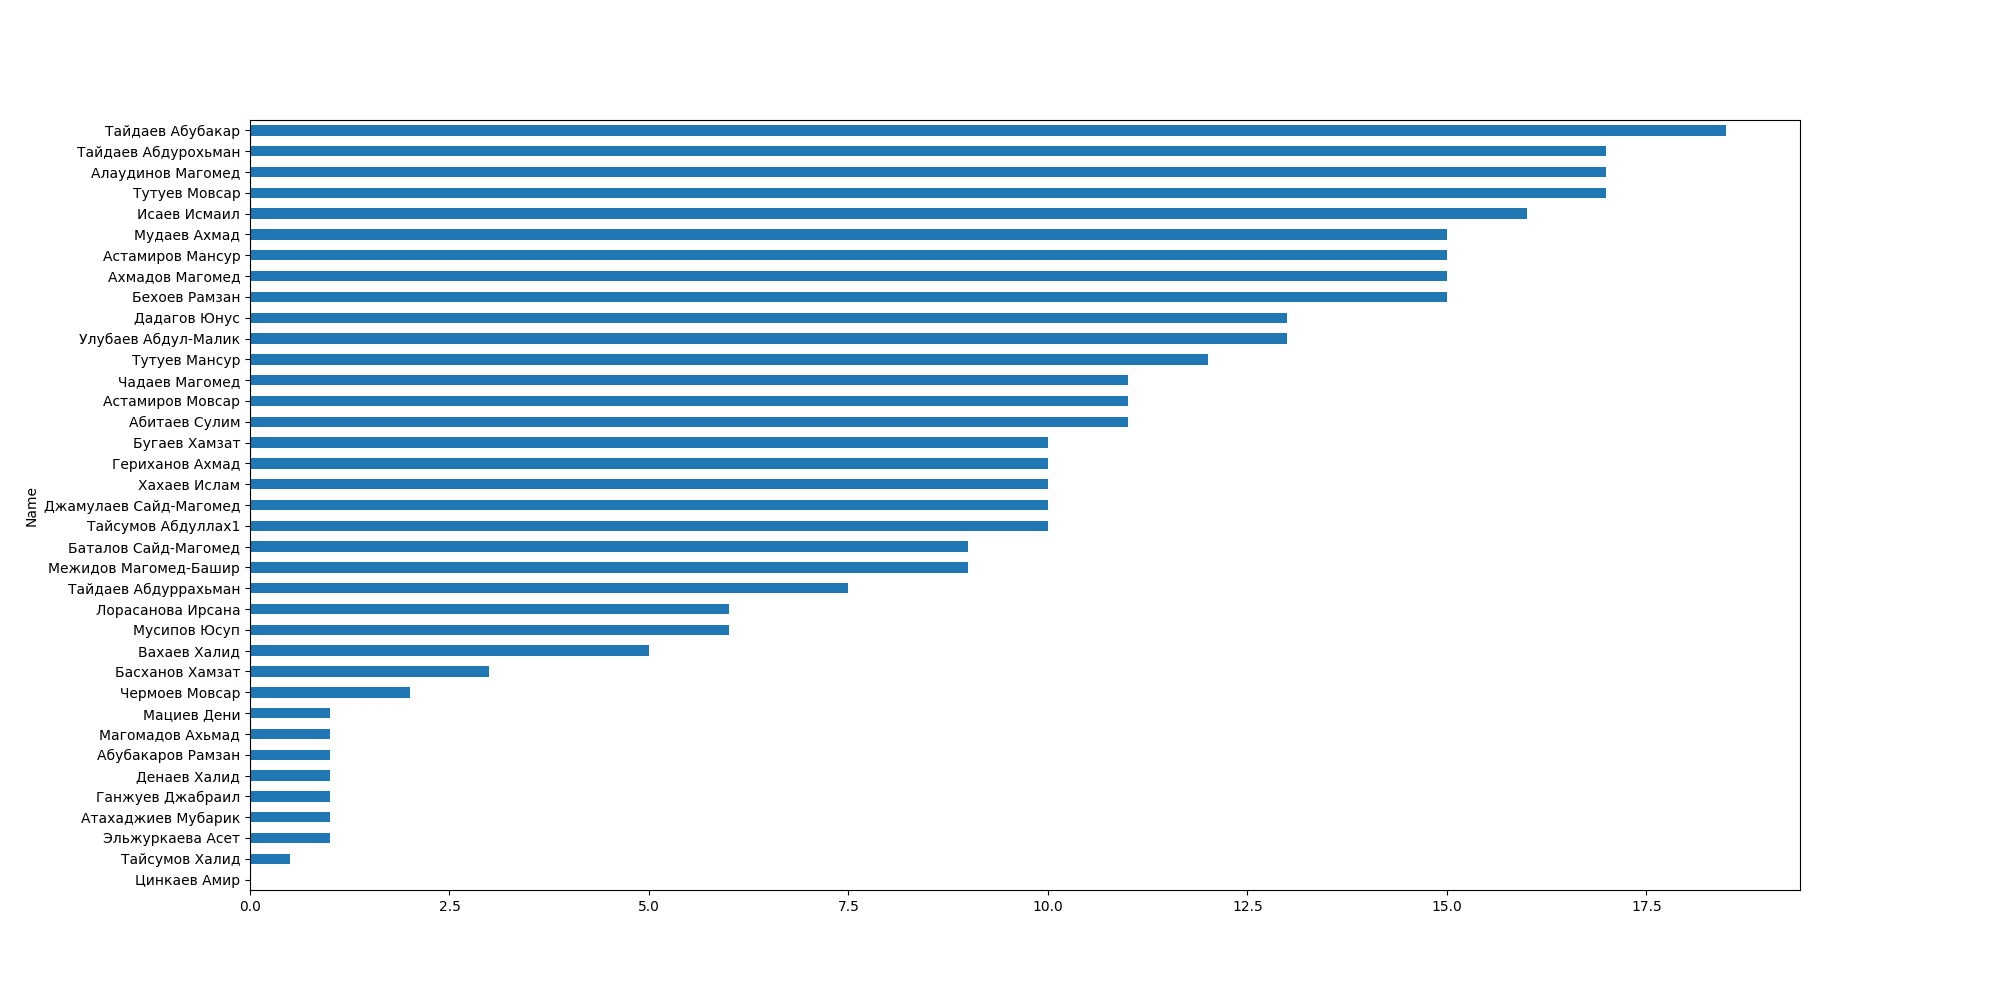 Тайдаев Абубакар
Тайдаев Абдурохьман
Алаудинов Магомед
Тутуев Мовсар
Исаев Исмаил
Мудаев Ахмад
Астамиров Мансур
Ахмадов Магомед
Бехоев Рамзан
Дадагов Юнус
Улубаев Абдул-Малик
Тутуев Мансур
Чадаев Магомед
Астамиров Мовсар
Абитаев Сулим
Бугаев Хамзат
Гериханов Ахмад
Хахаев Ислам
Джамулаев Сайд-Магомед
Тайсумов Абдуллах1
Баталов Сайд-Магомед
Межидов Магомед-Башир
Тайдаев Абдуррахьман
Лорасанова Ирсана
Мусипов Юсуп
Вахаев Халид
Басханов Хамзат
Чермоев Мовсар
Мациев Дени
Магомадов Ахьмад
Абубакаров Рамзан
Денаев Халид
Ганжуев Джабраил
Атахаджиев Мубарик
Эльжуркаева Асет
Тайсумов Халид
Цинкаев Амир
Name
0.0 2.5 5.0 7.5 10.0 12.5 15.0 17.5